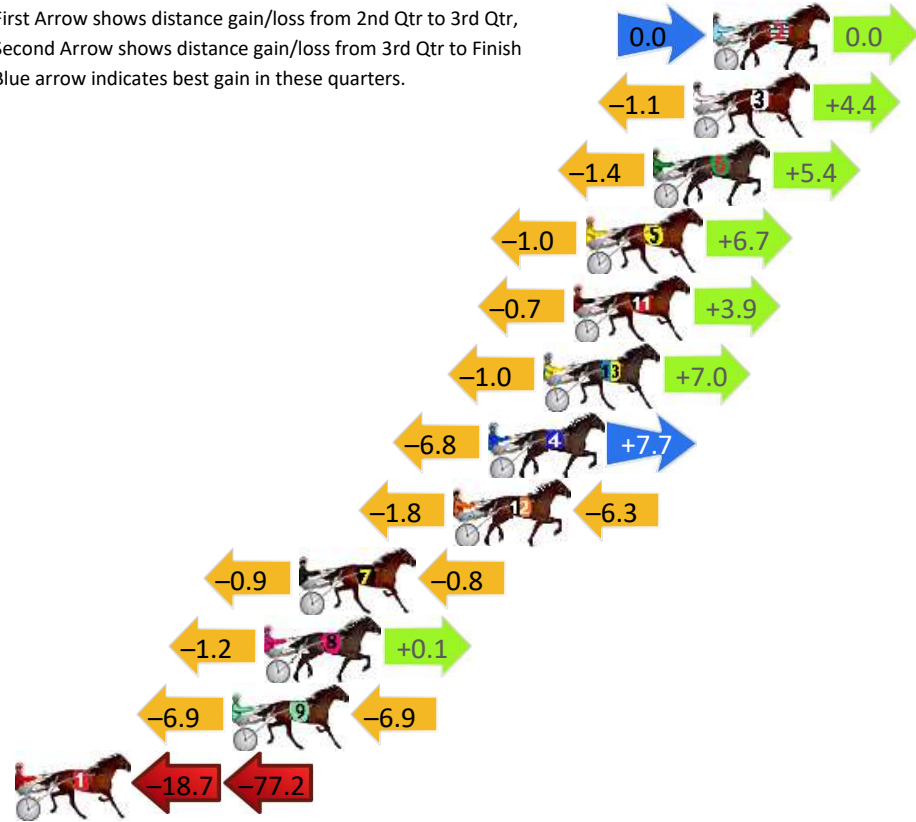 First Arrow shows distance gain/loss from 2nd Qtr to 3rd Qtr,
Second Arrow shows distance gain/loss from 3rd Qtr to Finish
Blue arrow indicates best gain in these quarters.
0.0 2 0.0
–1.1 3 +4.4
–1.4 6 +5.4
–1.0 5 +6.7
–0.7 11 +3.9
–1.0 13 +7.0
–6.8 4 +7.7
–1.8 12 –6.3
–0.9 7 –0.8
–1.2 8 +0.1
–6.9 9 –6.9
1 –18.7 –77.2